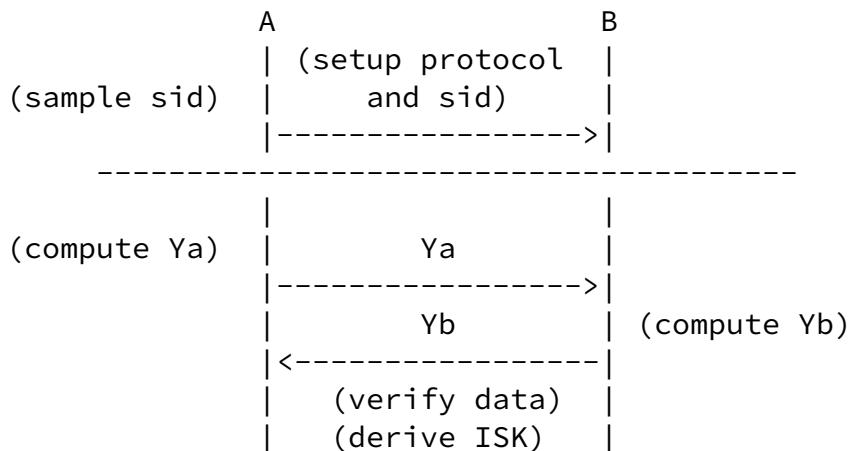 A B
(setup protocol
(sample sid) and sid)
Ya
(compute Ya)
Yb
(compute Yb)
(verify data)
(derive ISK)